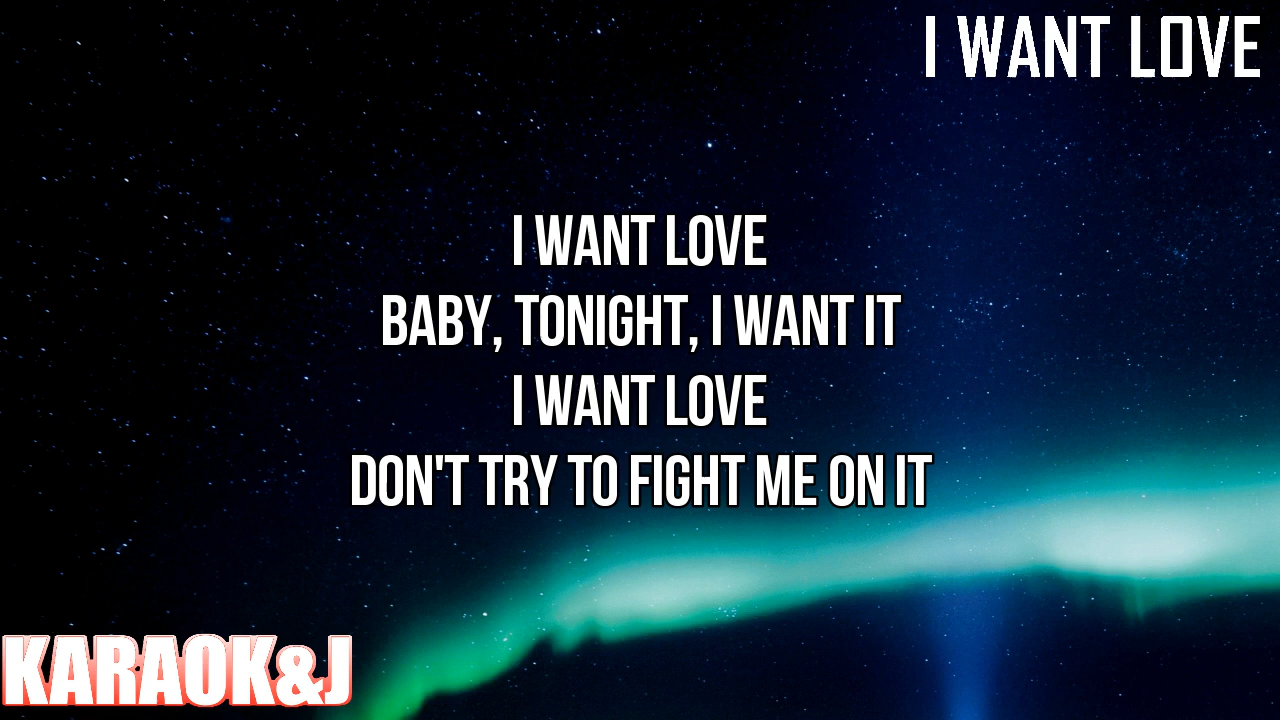 I WANT LOVE
I WANT LOVE
BABY, TONIGHT, I WANT IT
I WANT LOVE
DON'T TRY TO FIGHT ME ON IT
KARAOK&J